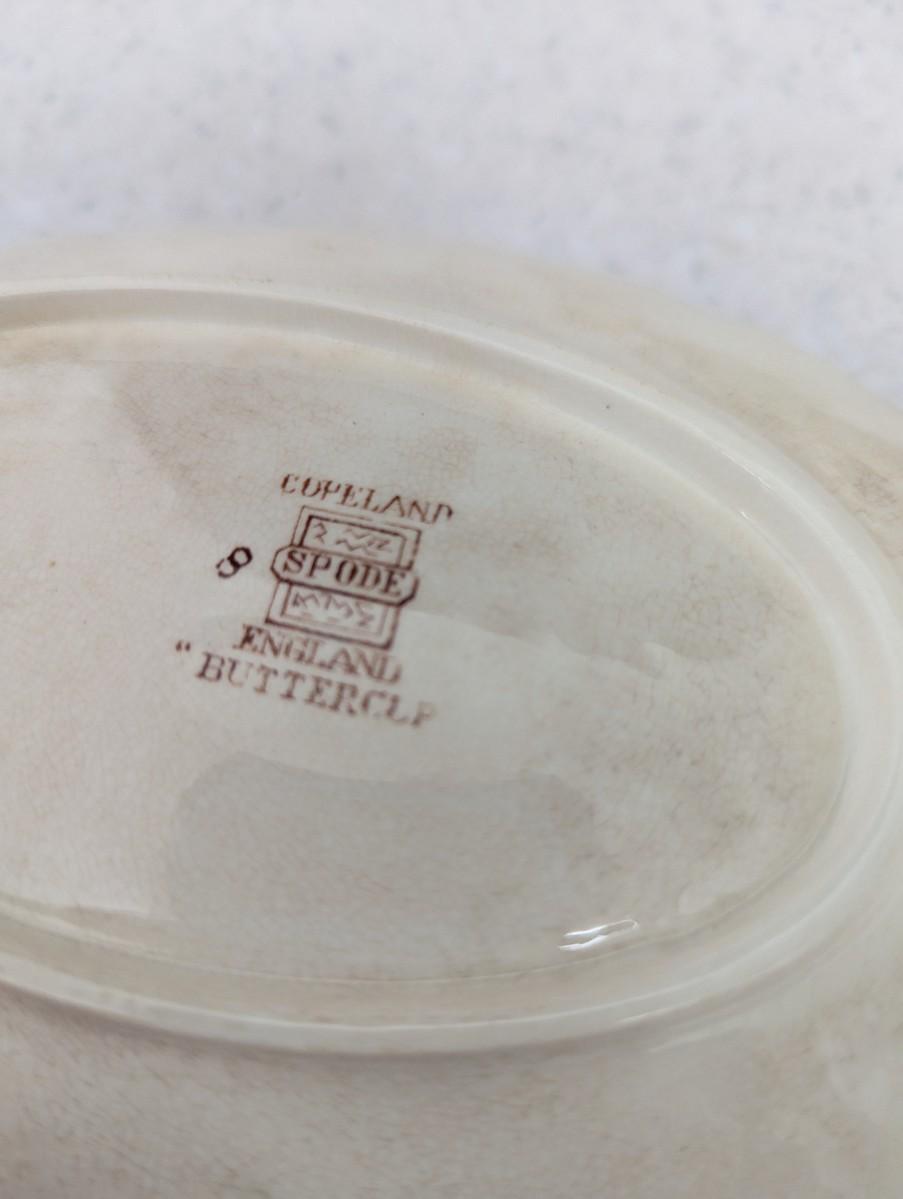 COPELAND
8
SPODE
ENGLAND
"BUTTERCUP